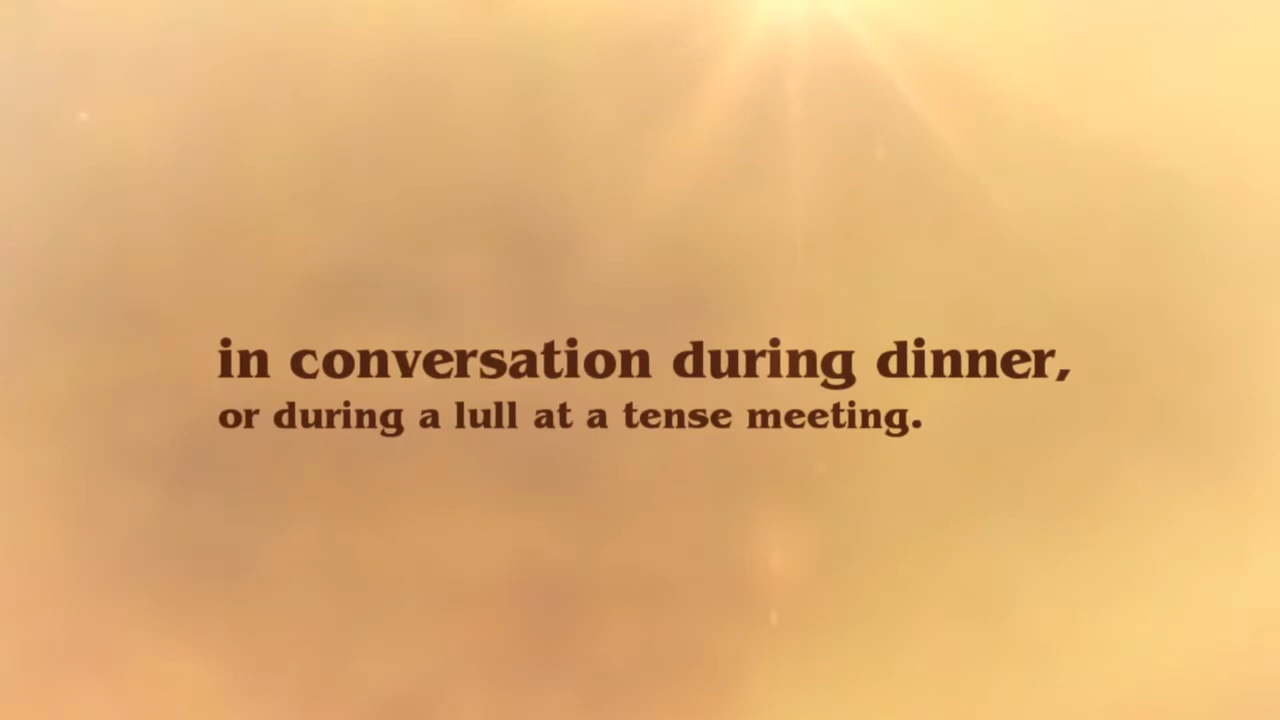 in conversation during dinner,
or during a lull at a tense meeting.